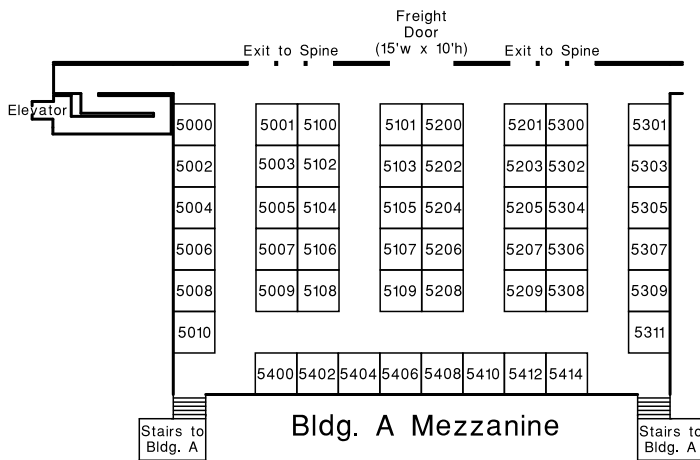 Freight
Door
(15'w x 10'h)
Exit to Spine
Exit to Spine
Elevator
5000 5001 5100 5101 5200 5201 5300 5301
5002 5003 5102 5103 5202 5203 5302 5303
5004 5005 5104 5105 5204 5205 5304 5305
5006 5007 5106 5107 5206 5207 5306 5307
5008 5009 5108 5109 5208 5209 5308 5309
5010 5311
5400 5402 5404 5406 5408 5410 5412 5414
Stairs to
Bldg. A
Bldg. A Mezzanine
Stairs to
Bldg. A